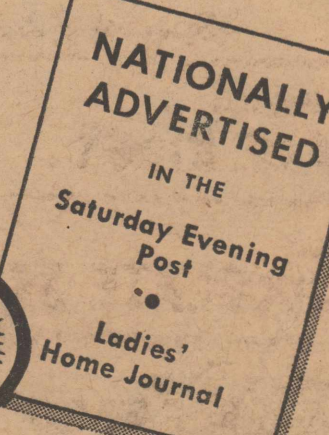 NATIONALLY
ADVERTISED
IN THE
Saturday Evening
Post
Ladies'
Home Journal